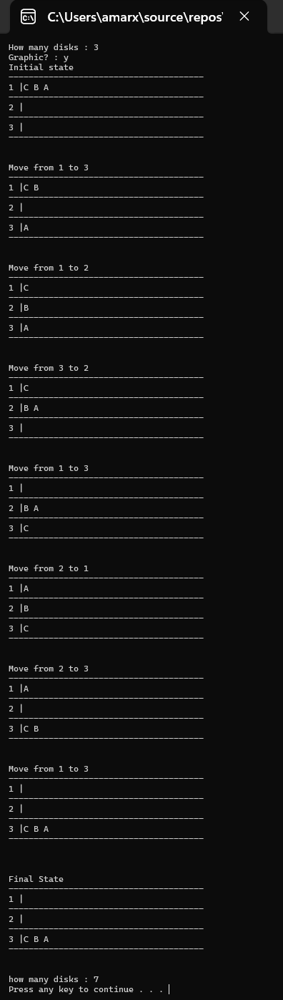 C:\Users\amarx\source\repos\
How many disks : 3
Graphic? : y
Initial state
---------------------------------------
1 |C B A
---------------------------------------
2 |
---------------------------------------
3 |
---------------------------------------
Move from 1 to 3
---------------------------------------
1 |C B
---------------------------------------
2 |
---------------------------------------
3 |A
---------------------------------------
Move from 1 to 2
---------------------------------------
1 |C
---------------------------------------
2 |B
---------------------------------------
3 |A
---------------------------------------
Move from 3 to 2
---------------------------------------
1 |C
---------------------------------------
2 |B A
---------------------------------------
3 |
---------------------------------------
Move from 1 to 3
---------------------------------------
1 |
---------------------------------------
2 |B A
---------------------------------------
3 |C
---------------------------------------
Move from 2 to 1
---------------------------------------
1 |A
---------------------------------------
2 |B
---------------------------------------
3 |C
---------------------------------------
Move from 2 to 3
---------------------------------------
1 |A
---------------------------------------
2 |
---------------------------------------
3 |C B
---------------------------------------
Move from 1 to 3
---------------------------------------
1 |
---------------------------------------
2 |
---------------------------------------
3 |C B A
---------------------------------------
Final State
---------------------------------------
1 |
---------------------------------------
2 |
---------------------------------------
3 |C B A
---------------------------------------
how many disks : 7
Press any key to continue . . .